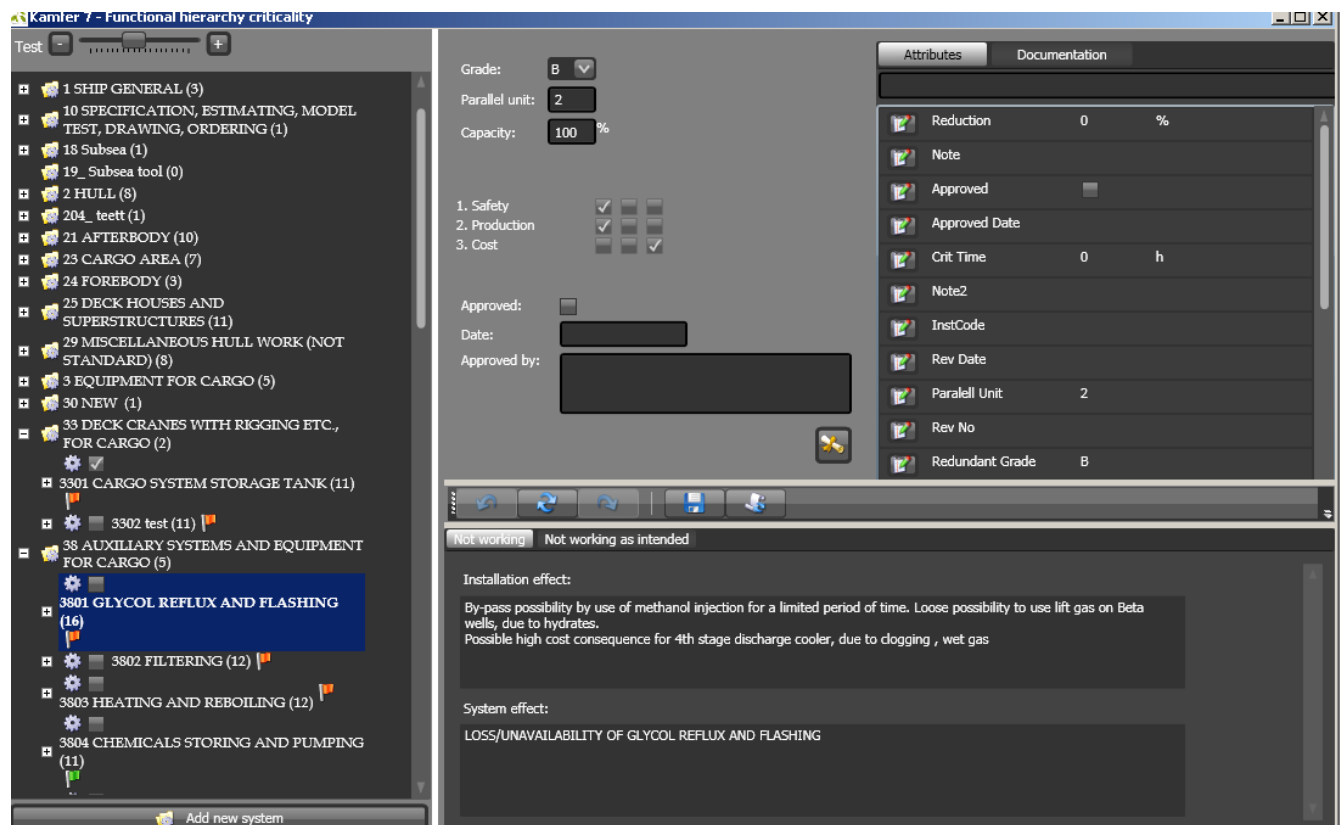 Kamfer 7 - Functional hierarchy criticality
Test - +
1 SHIP GENERAL (3)
10 SPECIFICATION, ESTIMATING, MODEL
TEST, DRAWING, ORDERING (1)
18 Subsea (1)
19_ Subsea tool (0)
2 HULL (8)
204_ teett (1)
21 AFTERBODY (10)
23 CARGO AREA (7)
24 FOREBODY (3)
25 DECK HOUSES AND
SUPERSTRUCTURES (11)
29 MISCELLANEOUS HULL WORK (NOT
STANDARD) (8)
3 EQUIPMENT FOR CARGO (5)
30 NEW (1)
33 DECK CRANES WITH RIGGING ETC.,
FOR CARGO (2)
3301 CARGO SYSTEM STORAGE TANK (11)
3302 test (11)
38 AUXILIARY SYSTEMS AND EQUIPMENT
FOR CARGO (5)
3801 GLYCOL REFLUX AND FLASHING
(16)
3802 FILTERING (12)
3803 HEATING AND REBOILING (12)
3804 CHEMICALS STORING AND PUMPING
(11)
Add new system
Grade: B
Parallel unit: 2
Capacity: 100 %
1. Safety
2. Production
3. Cost
Approved:
Date:
Approved by:
Attributes Documentation
Reduction 0 %
Note
Approved
Approved Date
Crit Time 0 h
Note2
InstCode
Rev Date
Paralell Unit 2
Rev No
Redundant Grade B
Not working Not working as intended
Installation effect:
By-pass possibility by use of methanol injection for a limited period of time. Loose possibility to use lift gas on Beta
wells, due to hydrates.
Possible high cost consequence for 4th stage discharge cooler, due to clogging , wet gas
System effect:
LOSS/UNAVAILABILITY OF GLYCOL REFLUX AND FLASHING